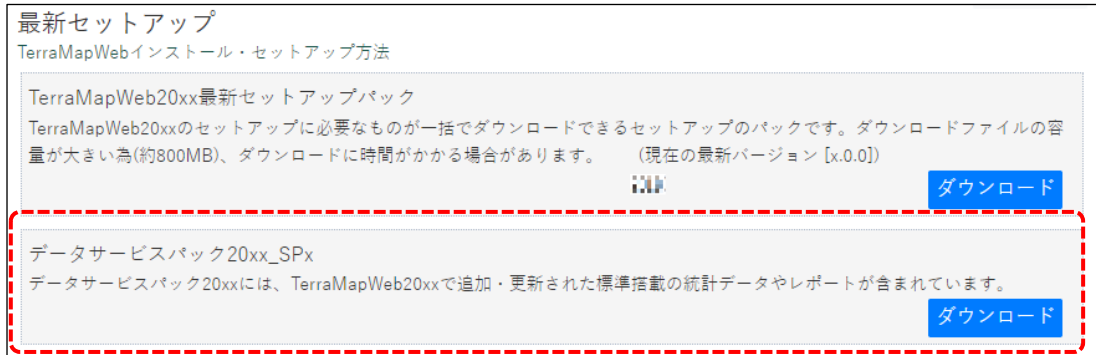 最新セットアップ
TerraMapWebインストール・セットアップ方法
TerraMapWeb20xx最新セットアップパック
TerraMapWeb20xxのセットアップに必要なものが一括でダウンロードできるセットアップのパックです。ダウンロードファイルの容
量が大きい為(約800MB)、ダウンロードに時間がかかる場合があります。 (現在の最新バージョン [x.0.0])
ダウンロード
データサービスパック20xx_SPx
データサービスパック20xxには、TerraMapWeb20xxで追加・更新された標準搭載の統計データやレポートが含まれています。
ダウンロード